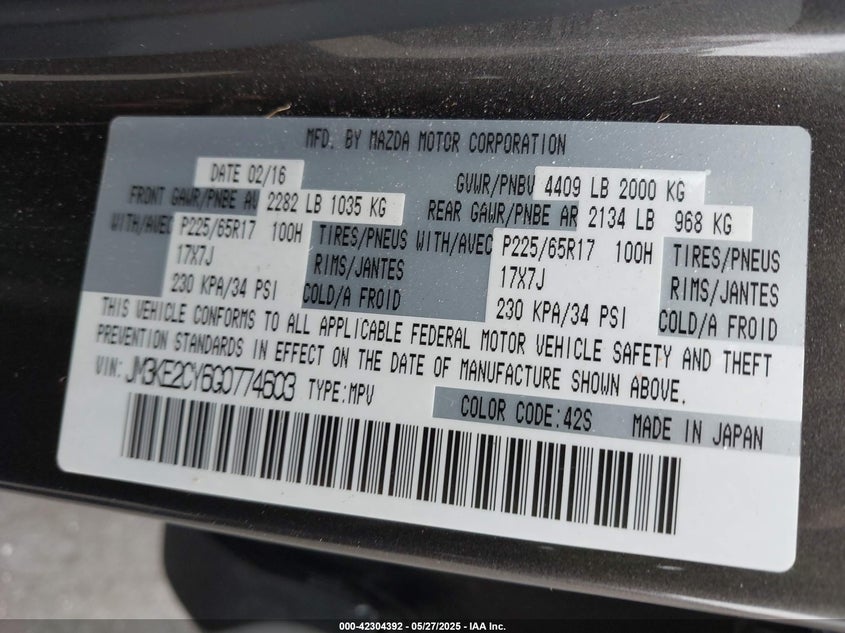 MFD. BY MAZDA MOTOR CORPORATION
DATE 02/16 GVWR/PNBV 4409 LB 2000 KG
FRONT GAWR/PNBE AV 2282 LB 1035 KG REAR GAWR/PNBE AR 2134 LB 968 KG
WITH/AVEC P225/65R17 100H TIRES/PNEUS WITH/AVEC P225/65R17 100H TIRES/PNEUS
17X7J RIMS/JANTES 17X7J RIMS/JANTES
230 KPA/34 PSI COLD/A FROID 230 KPA/34 PSI COLD/A FROID
THIS VEHICLE CONFORMS TO ALL APPLICABLE FEDERAL MOTOR VEHICLE SAFETY AND THEFT
PREVENTION STANDARDS IN EFFECT ON THE DATE OF MANUFACTURE SHOWN ABOVE.
VIN: JM3KE2CY6G0774603 TYPE:MPV
COLOR CODE:42S MADE IN JAPAN
000-42304392 — 05/27/2025 - IAA Inc.